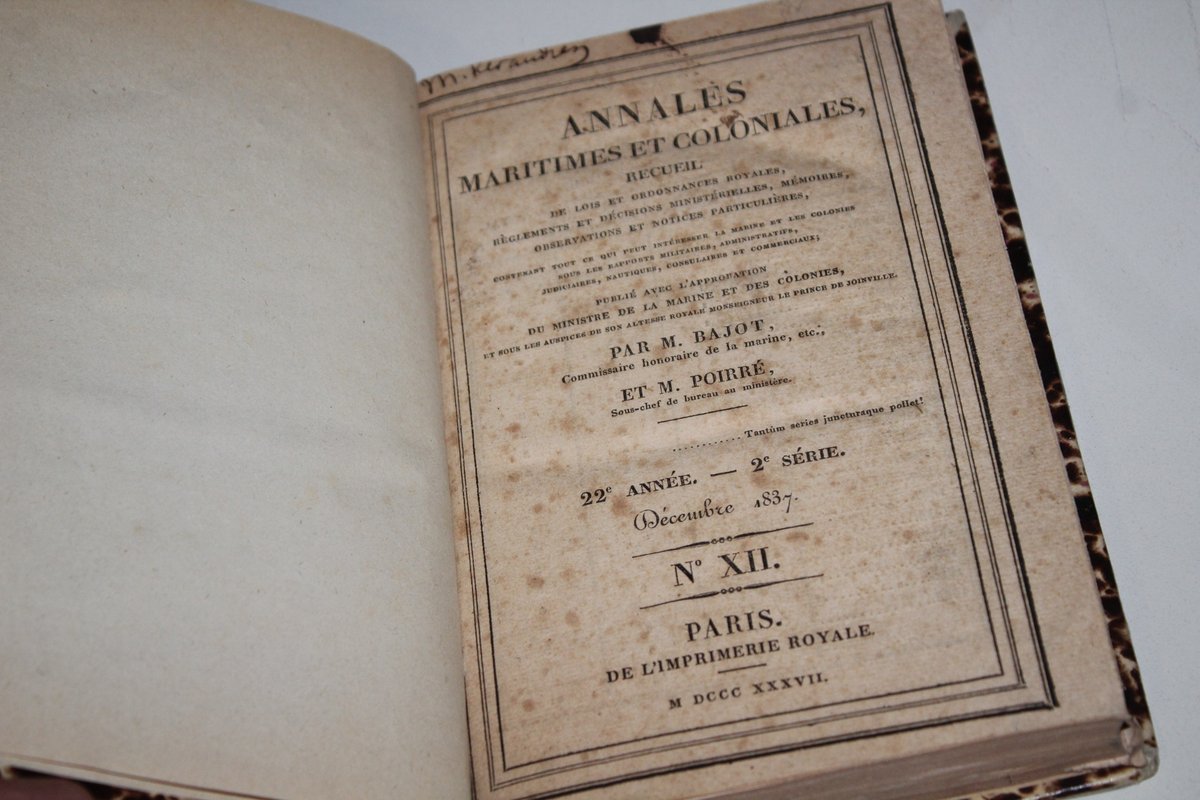 ANNALES
MARITIMES ET COLONIALES,
RECUEIL
DE LOIS ET ORDONNANCES ROYALES,
RÈGLEMENTS ET DÉCISIONS MINISTÉRIELLES, MÉMOIRES,
OBSERVATIONS ET NOTICES PARTICULIÈRES,
CONTENANT TOUT CE QUI PEUT INTÉRESSER LA MARINE ET LES COLONIES
SOUS LES RAPPORTS MILITAIRES, ADMINISTRATIFS,
JUDICIAIRES, NAUTIQUES, CONSULAIRES ET COMMERCIAUX;
PUBLIÉ AVEC L'APPROBATION
DU MINISTRE DE LA MARINE ET DES COLONIES,
ET SOUS LES AUSPICES DE SON ALTESSE ROYALE MONSEIGNEUR LE PRINCE DE JOINVILLE.
PAR M. BAJOT,
Commissaire honoraire de la marine, etc.,
ET M. POIRRÉ,
Sous-chef de bureau au ministère.
............ Tantùm series juncturaque pollet!
22e ANNÉE. — 2e SÉRIE.
Décembre 1837.
No XII.
PARIS.
DE L'IMPRIMERIE ROYALE.
M DCCC XXXVII.